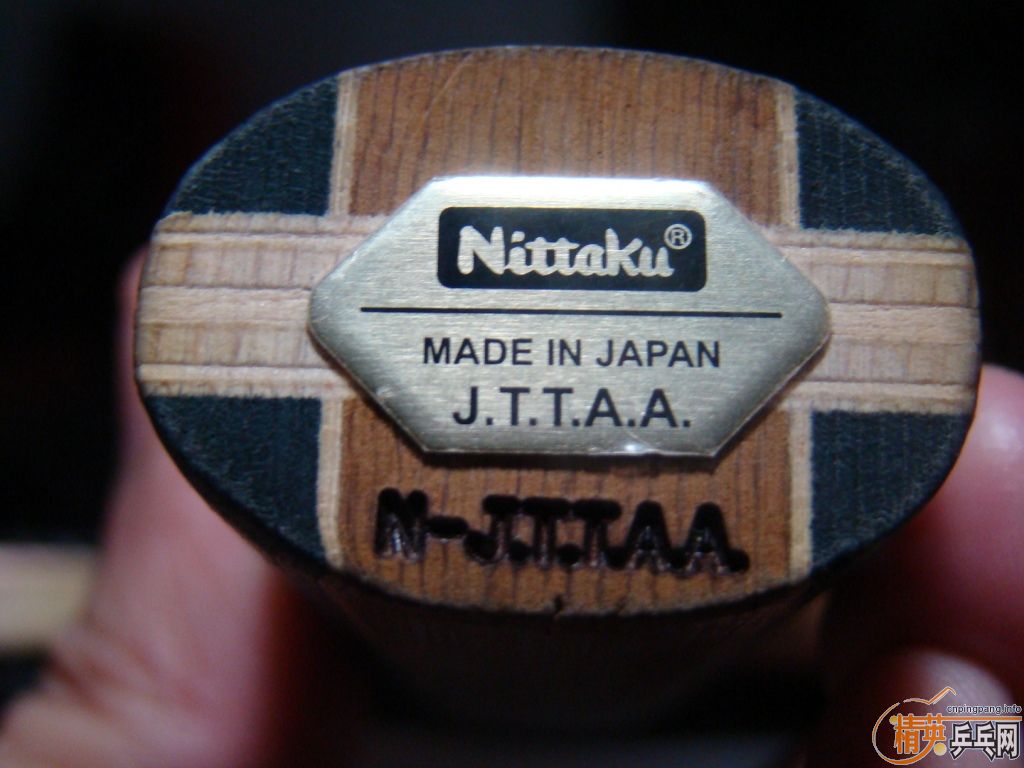 Nittaku®
MADE IN JAPAN
J.T.T.A.A.
N-J.T.T.A.A.
cnpingpang.info
精英乒乓网